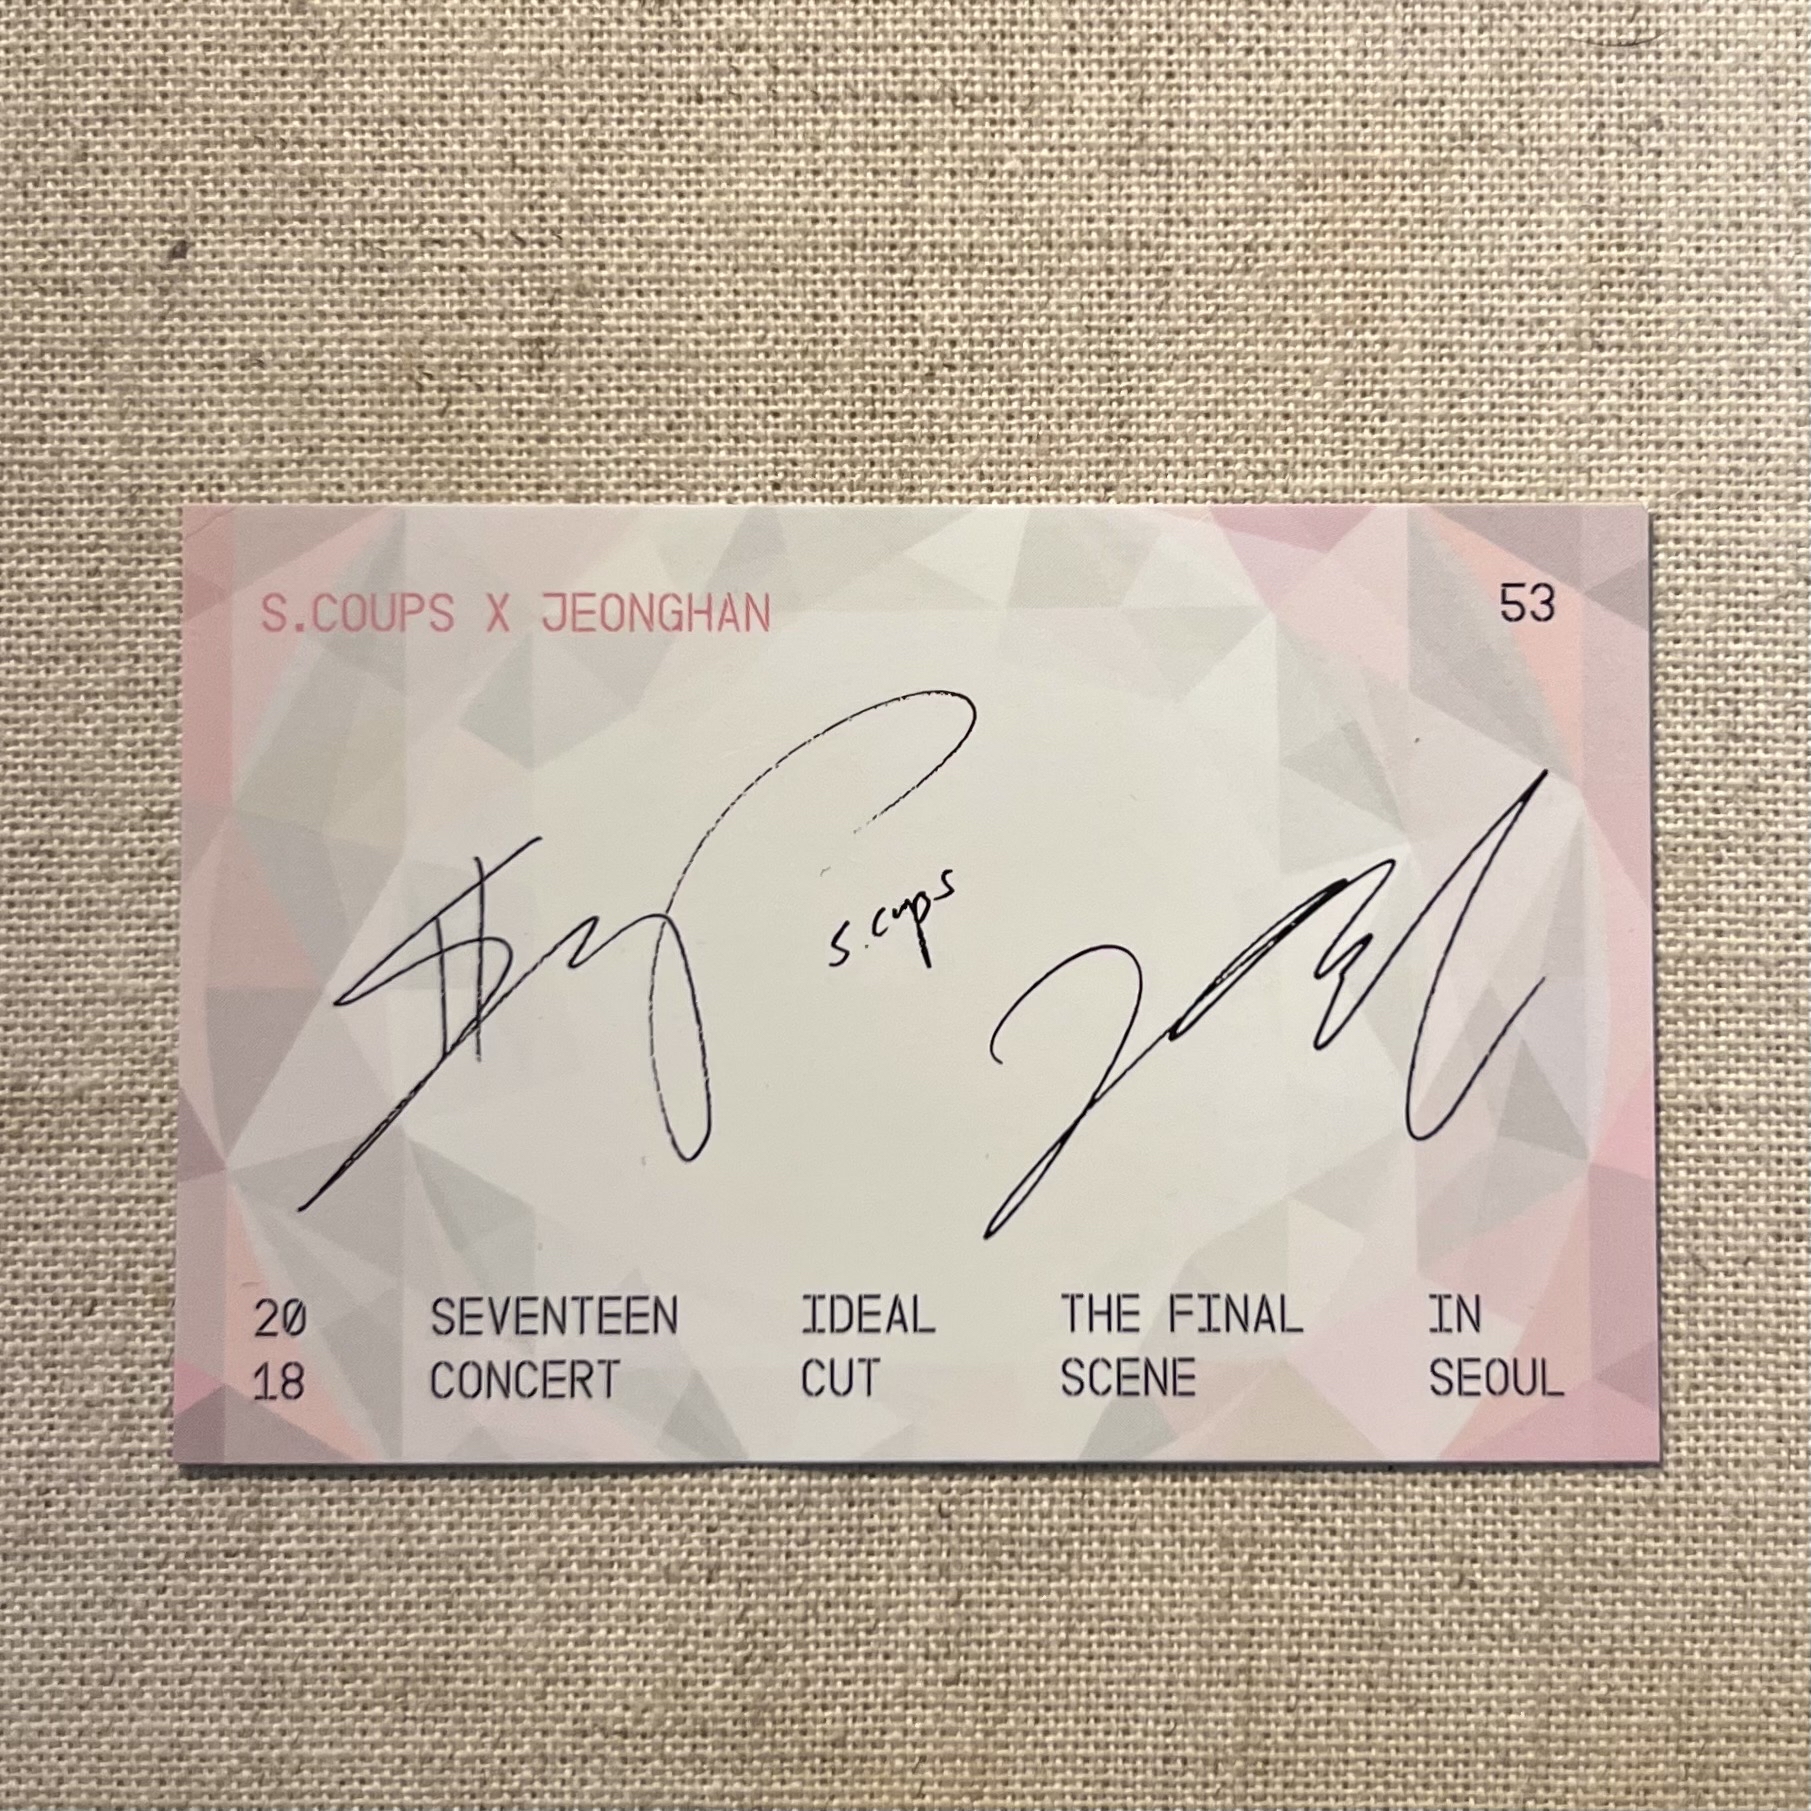 S.COUPS X JEONGHAN
53
s.cups
20 SEVENTEEN IDEAL THE FINAL IN
18 CONCERT CUT SCENE SEOUL